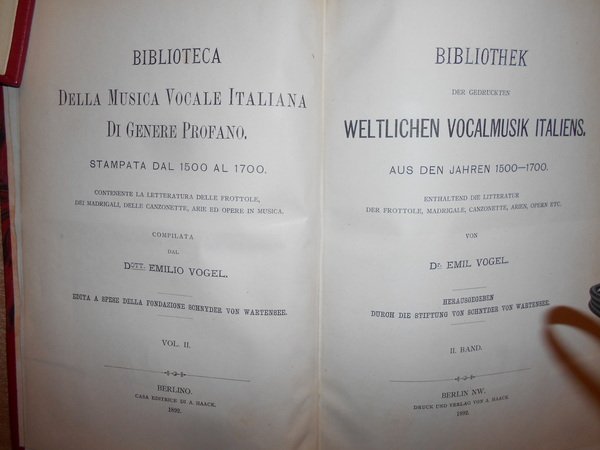 BIBLIOTECA
DELLA MUSICA VOCALE ITALIANA
DI GENERE PROFANO.
STAMPATA DAL 1500 AL 1700.
CONTENENTE LA LETTERATURA DELLE FROTTOLE,
DEI MADRIGALI, DELLE CANZONETTE, ARIE ED OPERE IN MUSICA.
COMPILATA
DAL
DOTT. EMILIO VOGEL.
EDITA A SPESE DELLA FONDAZIONE SCHNYDER VON WARTENSEE.
VOL. II.
BERLINO.
CASA EDITRICE DI A. HAACK.
1892.
BIBLIOTHEK
DER GEDRUCKTEN
WELTLICHEN VOCALMUSIK ITALIENS.
AUS DEN JAHREN 1500—1700.
ENTHALTEND DIE LITTERATUR
DER FROTTOLE, MADRIGALE, CANZONETTE, ARIEN, OPERN ETC.
VON
DR. EMIL VOGEL.
HERAUSGEGEBEN
DURCH DIE STIFTUNG VON SCHNYDER VON WARTENSEE.
II. BAND.
BERLIN NW.
DRUCK UND VERLAG VON A. HAACK.
1892.